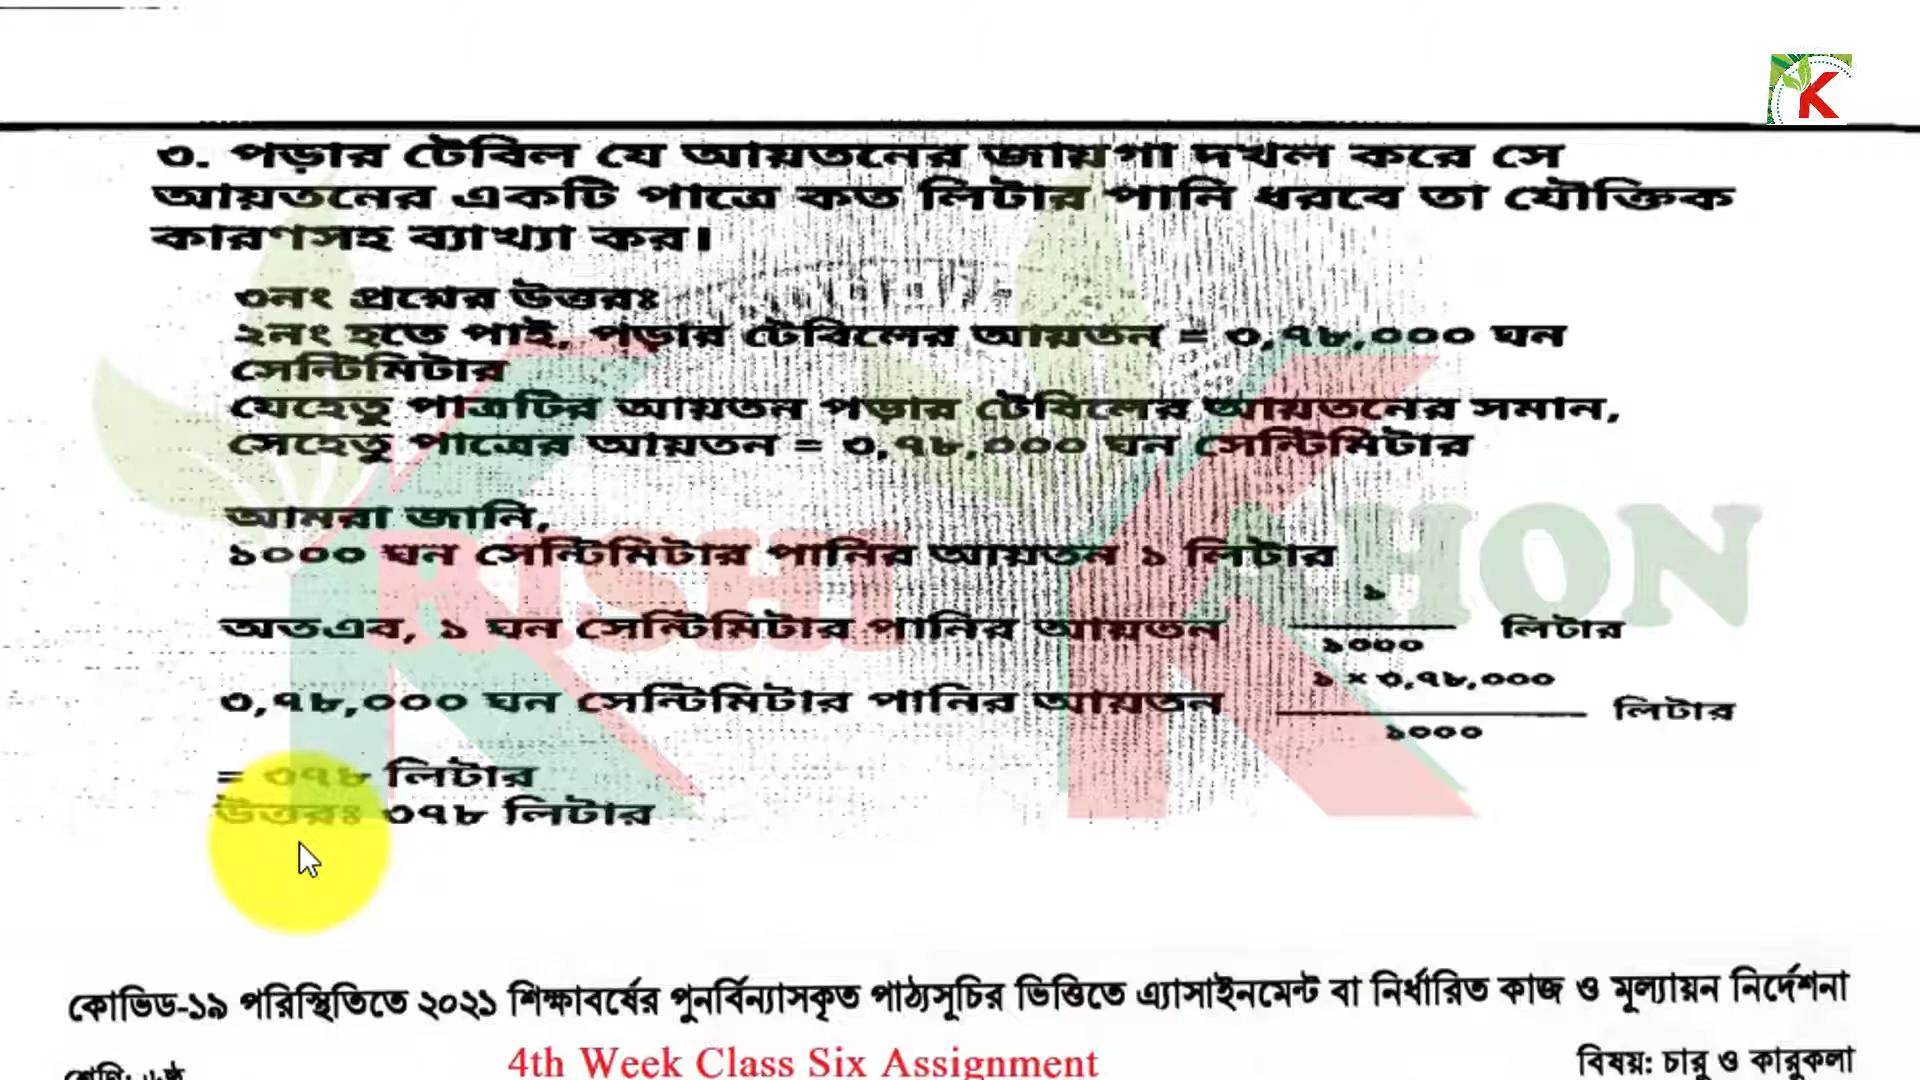 K
৩. পড়ার টেবিল যে আয়তনের জায়গা দখল করে সে
আয়তনের একটি পাত্রে কত লিটার পানি ধরবে তা যৌক্তিক
কারণসহ ব্যাখ্যা কর।
৩নং প্রশ্নের উত্তরঃ
২নং হতে পাই, পড়ার টেবিলের আয়তন = ৩,৭৮,০০০ ঘন
সেন্টিমিটার
যেহেতু পাত্রটির আয়তন পড়ার টেবিলের আয়তনের সমান,
সেহেতু পাত্রের আয়তন = ৩,৭৮,০০০ ঘন সেন্টিমিটার
আমরা জানি,
১০০০ ঘন সেন্টিমিটার পানির আয়তন ১ লিটার
KRISHI KAHON
১
অতএব, ১ ঘন সেন্টিমিটার পানির আয়তন লিটার
১০০০
১ × ৩,৭৮,০০০
৩,৭৮,০০০ ঘন সেন্টিমিটার পানির আয়তন লিটার
১০০০
= ৩৭৮ লিটার
উত্তরঃ ৩৭৮ লিটার
কোভিড-১৯ পরিস্থিতিতে ২০২১ শিক্ষাবর্ষের পুনর্বিন্যাসকৃত পাঠ্যসূচির ভিত্তিতে এ্যাসাইনমেন্ট বা নির্ধারিত কাজ ও মূল্যায়ন নির্দেশনা
শ্রেণি: ৬ষ্ঠ 4th Week Class Six Assignment বিষয়: চারু ও কারুকলা